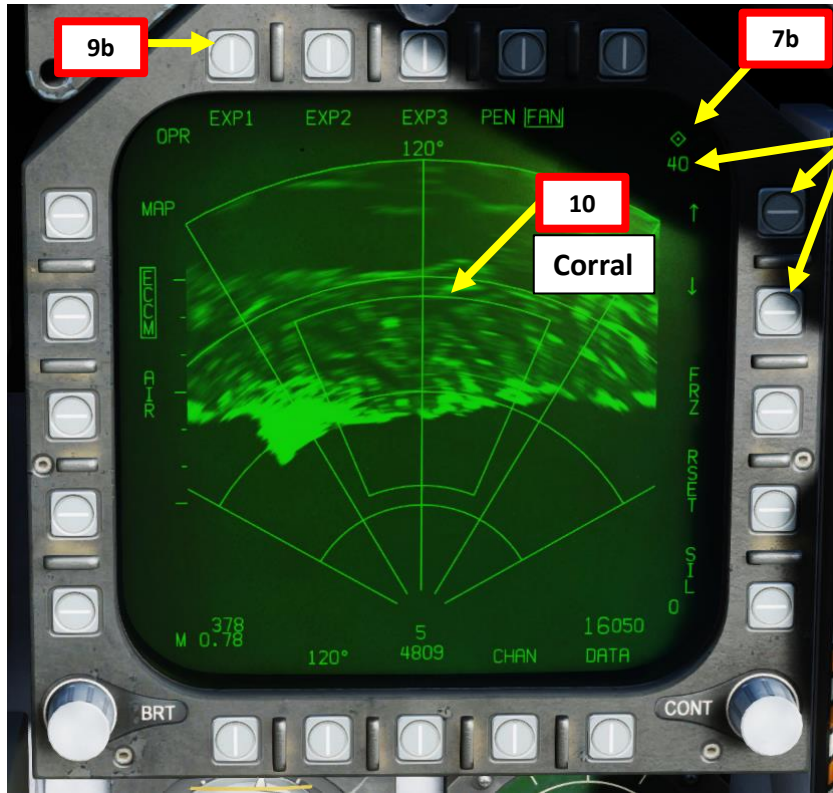 9b
7b
EXP1 EXP2 EXP3 PEN FAN
OPR
120°
40
MAP
10
Corral
↑
↓
ECCM
AIR
FRZ
RSET
SIL
0
378
M 0.78
S
4809
16050
120°
CHAN
DATA
BRT
CONT